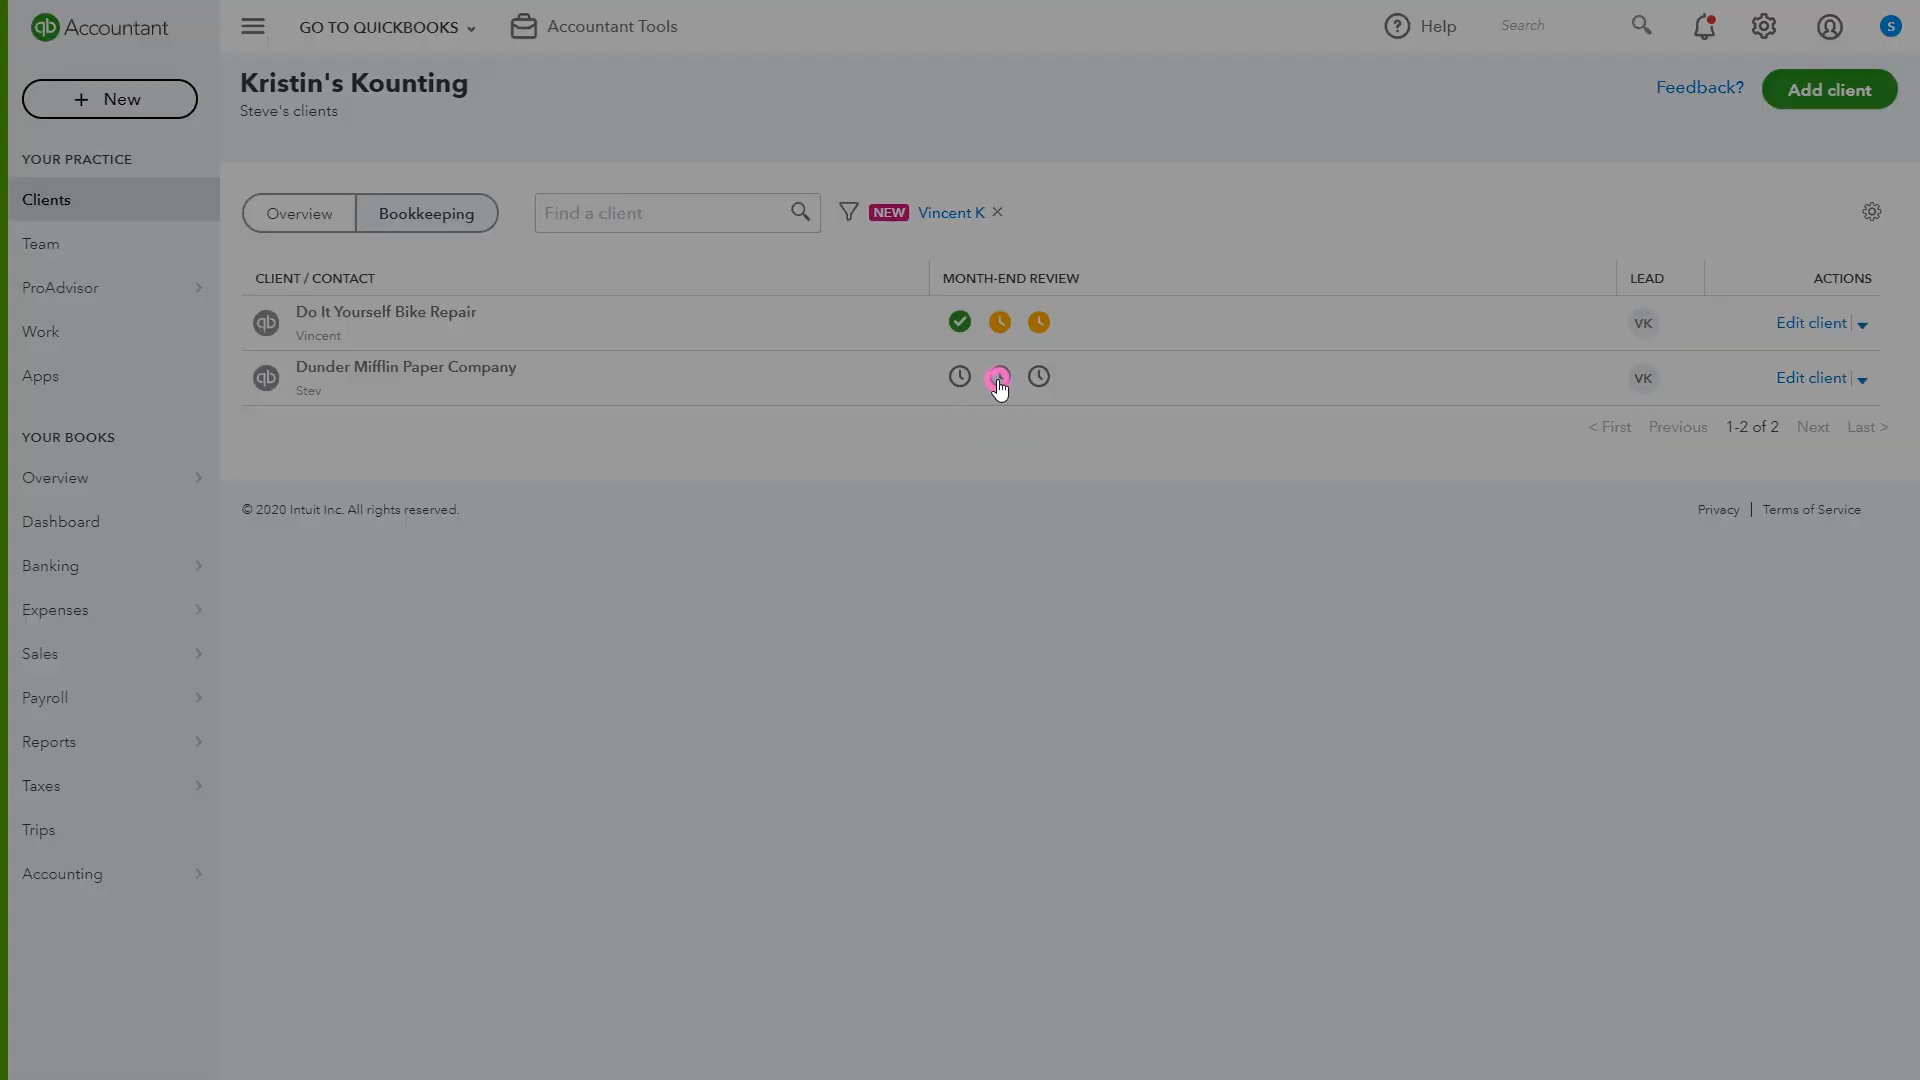 qb Accountant
GO TO QUICKBOOKS
Accountant Tools
Help
Search
S
+ New
Kristin's Kounting
Steve's clients
Feedback?
Add client
YOUR PRACTICE
Clients
Team
ProAdvisor
Work
Apps
YOUR BOOKS
Overview
Dashboard
Banking
Expenses
Sales
Payroll
Reports
Taxes
Trips
Accounting
Overview
Bookkeeping
Find a client
NEW
Vincent K ×
CLIENT / CONTACT
MONTH-END REVIEW
LEAD
ACTIONS
qb
Do It Yourself Bike Repair
Vincent
VK
Edit client
qb
Dunder Mifflin Paper Company
Stev
VK
Edit client
< First Previous 1-2 of 2 Next Last >
© 2020 Intuit Inc. All rights reserved.
Privacy | Terms of Service